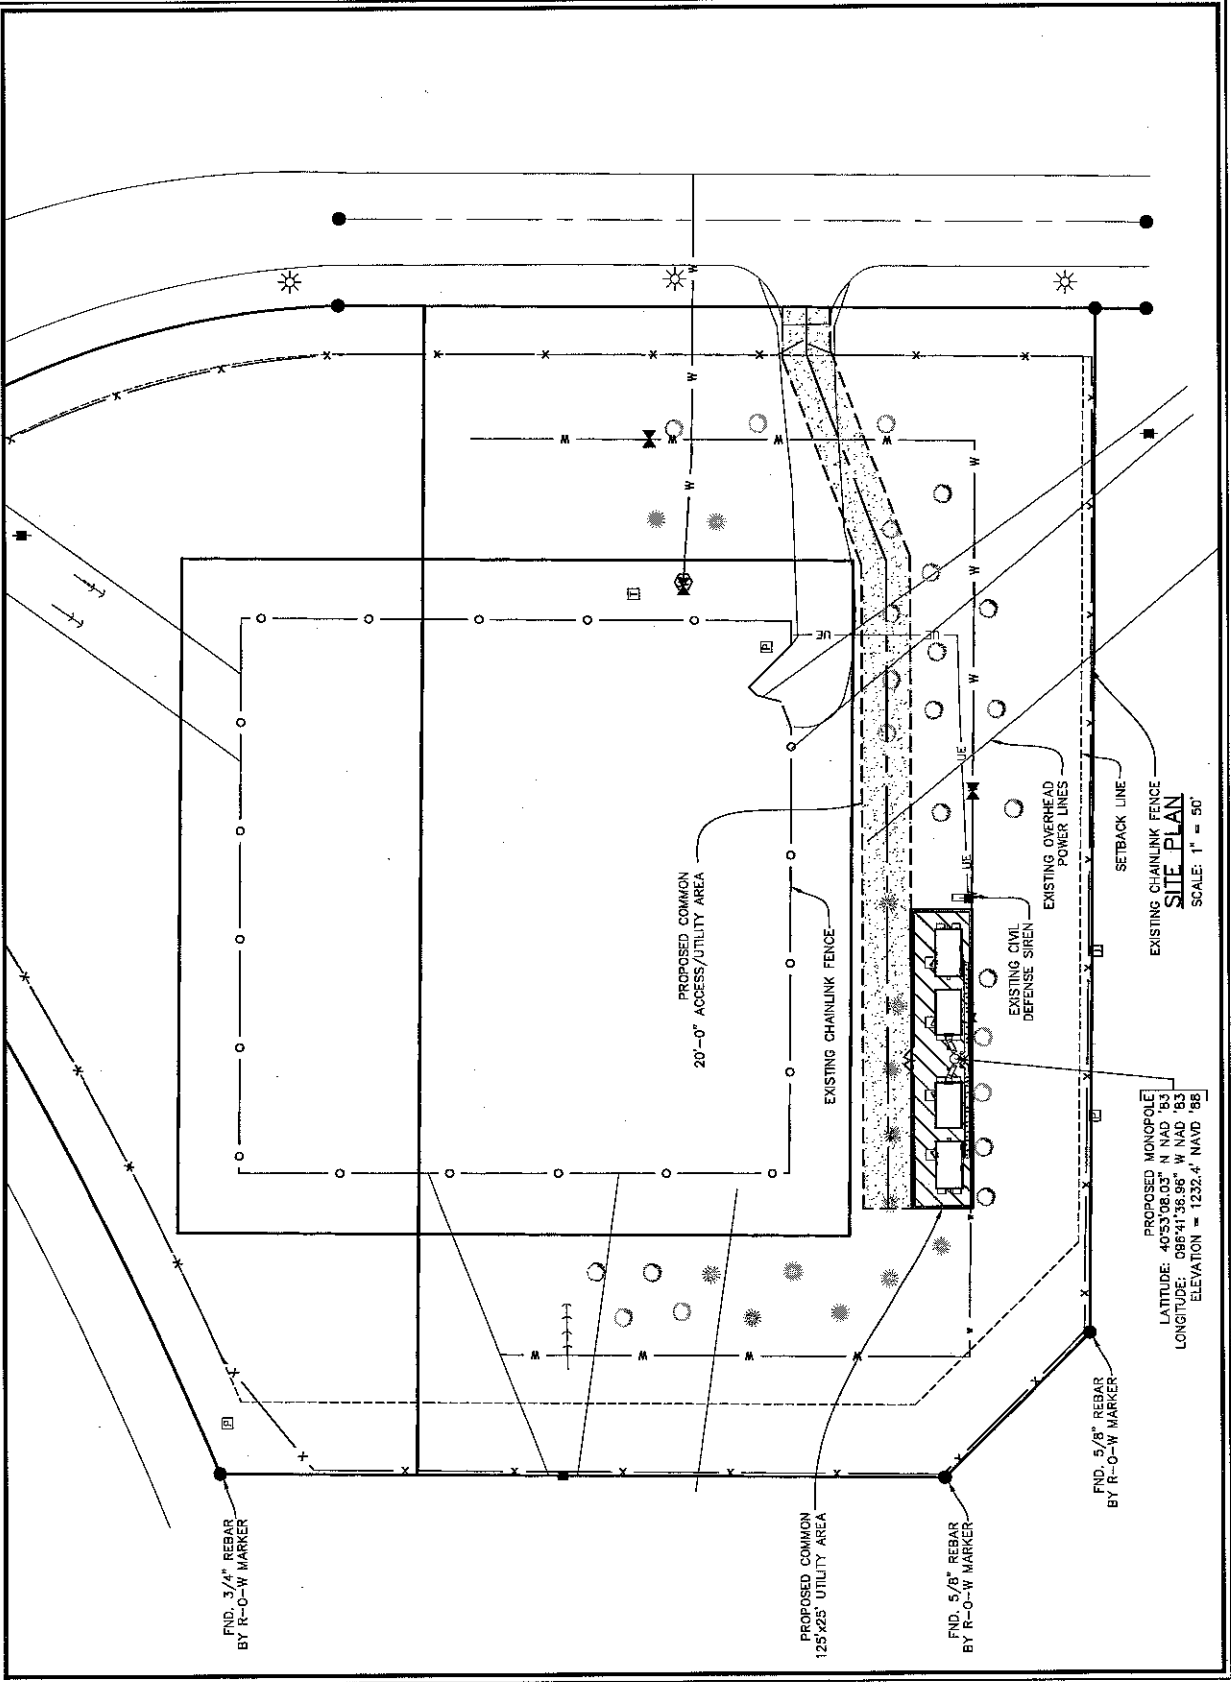 PROPOSED COMMON
20'-0" ACCESS/UTILITY AREA
EXISTING CHAINLINK FENCE
EXISTING CIVIL
DEFENSE SIREN
EXISTING OVERHEAD
POWER LINES
SETBACK LINE
EXISTING CHAINLINK FENCE
SITE PLAN
SCALE: 1" = 50'
PROPOSED MONOPOLE
LATITUDE: 40°53'08.03" N NAD '83
LONGITUDE: 096°41'36.96" W NAD '83
ELEVATION = 1232.4' NAVD '88
FND. 3/4" REBAR
BY R-O-W MARKER
PROPOSED COMMON
125'x25' UTILITY AREA
FND. 5/8" REBAR
BY R-O-W MARKER
FND. 5/8" REBAR
BY R-O-W MARKER
W
W
W
W
W
W
W
W
W
W
W
W
W
W
UE
UE
UE
UE
T
P
P